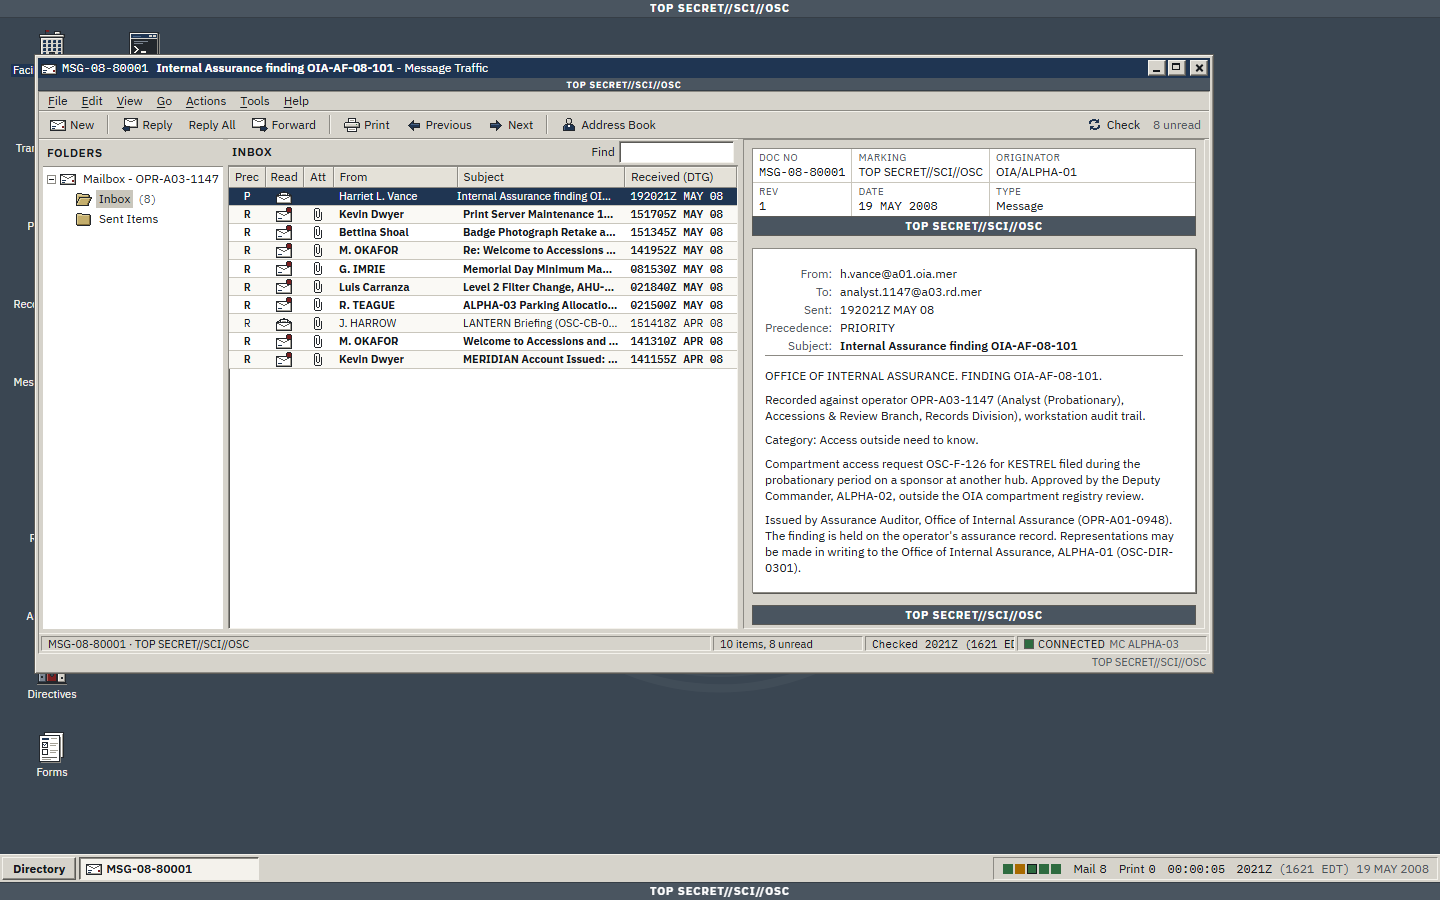 TOP SECRET//SCI//OSC
Faci
Tran
P
Reco
Mes
R
A
Directives
Forms
MSG-08-80001 Internal Assurance finding OIA-AF-08-101 - Message Traffic
TOP SECRET//SCI//OSC
File Edit View Go Actions Tools Help
New Reply Reply All Forward Print Previous Next Address Book Check 8 unread
FOLDERS
Mailbox - OPR-A03-1147
Inbox (8)
Sent Items
INBOX Find
Prec Read Att From Subject Received (DTG)
P Harriet L. Vance Internal Assurance finding OI... 192021Z MAY 08
R Kevin Dwyer Print Server Maintenance 1... 151705Z MAY 08
R Bettina Shoal Badge Photograph Retake a... 151345Z MAY 08
R M. OKAFOR Re: Welcome to Accessions ... 141952Z MAY 08
R G. IMRIE Memorial Day Minimum Ma... 081530Z MAY 08
R Luis Carranza Level 2 Filter Change, AHU-... 021840Z MAY 08
R R. TEAGUE ALPHA-03 Parking Allocatio... 021500Z MAY 08
R J. HARROW LANTERN Briefing (OSC-CB-0... 151418Z APR 08
R M. OKAFOR Welcome to Accessions and ... 141310Z APR 08
R Kevin Dwyer MERIDIAN Account Issued: ... 141155Z APR 08
DOC NO MARKING ORIGINATOR
MSG-08-80001 TOP SECRET//SCI//OSC OIA/ALPHA-01
REV DATE TYPE
1 19 MAY 2008 Message
TOP SECRET//SCI//OSC
From: h.vance@a01.oia.mer
To: analyst.1147@a03.rd.mer
Sent: 192021Z MAY 08
Precedence: PRIORITY
Subject: Internal Assurance finding OIA-AF-08-101
OFFICE OF INTERNAL ASSURANCE. FINDING OIA-AF-08-101.
Recorded against operator OPR-A03-1147 (Analyst (Probationary),
Accessions & Review Branch, Records Division), workstation audit trail.
Category: Access outside need to know.
Compartment access request OSC-F-126 for KESTREL filed during the
probationary period on a sponsor at another hub. Approved by the Deputy
Commander, ALPHA-02, outside the OIA compartment registry review.
Issued by Assurance Auditor, Office of Internal Assurance (OPR-A01-0948).
The finding is held on the operator's assurance record. Representations may
be made in writing to the Office of Internal Assurance, ALPHA-01 (OSC-DIR-
0301).
TOP SECRET//SCI//OSC
MSG-08-80001 · TOP SECRET//SCI//OSC 10 items, 8 unread Checked 2021Z (1621 E CONNECTED MC ALPHA-03
TOP SECRET//SCI//OSC
Directory MSG-08-80001 Mail 8 Print 0 00:00:05 2021Z (1621 EDT) 19 MAY 2008
TOP SECRET//SCI//OSC